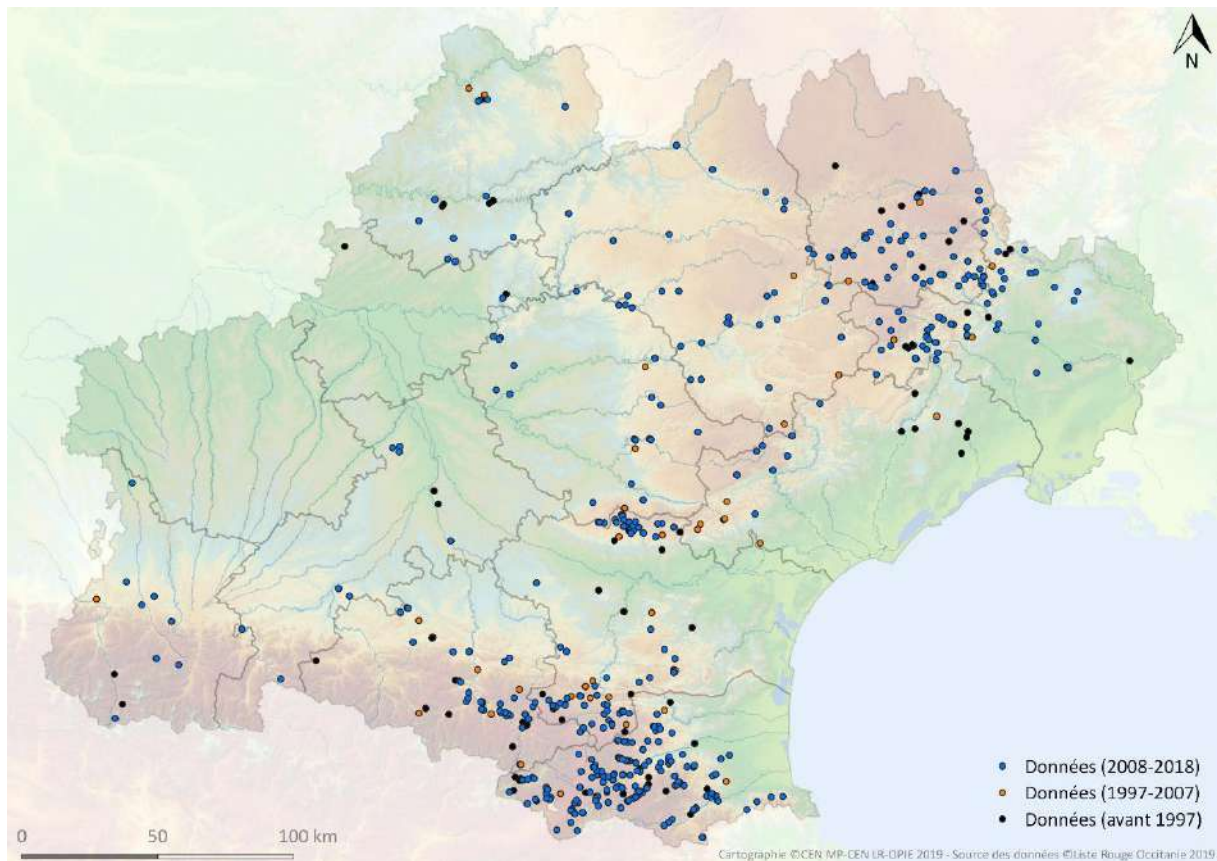 N
Données (2008-2018)
Données (1997-2007)
Données (avant 1997)
0 50 100 km
Cartographie ©CEN MP-CEN LR-OPIE 2019 - Source des données ©Liste Rouge Occitanie 2019